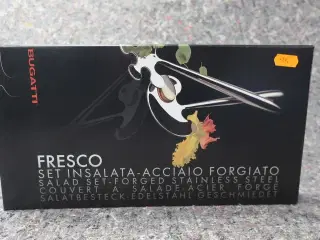 BUGATTI
FRESCO
SET INSALATA-ACCIAIO FORGIATO
SALAD SET-FORGED STAINLESS STEEL
COUVERT A SALADE-ACIER FORGÉ
SALATBESTECK EDELSTAHL GESCHMIEDET